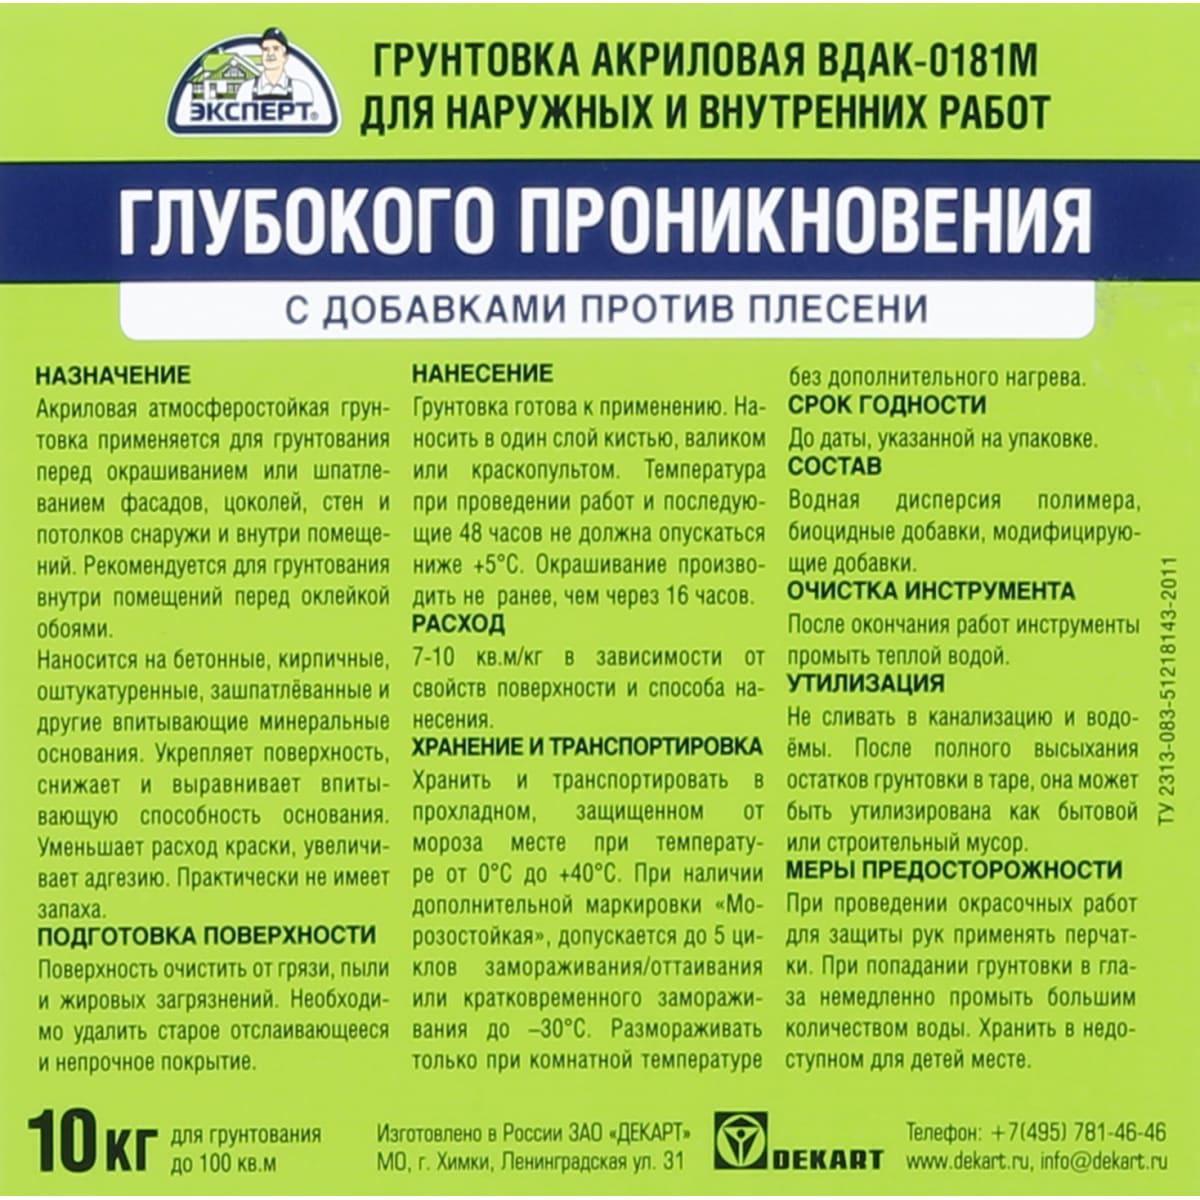 ЭКСПЕРТ®
ГРУНТОВКА АКРИЛОВАЯ ВДАК-0181М
ДЛЯ НАРУЖНЫХ И ВНУТРЕННИХ РАБОТ
ГЛУБОКОГО ПРОНИКНОВЕНИЯ
С ДОБАВКАМИ ПРОТИВ ПЛЕСЕНИ
НАЗНАЧЕНИЕ
Акриловая атмосферостойкая грун-
товка применяется для грунтования
перед окрашиванием или шпатле-
ванием фасадов, цоколей, стен и
потолков снаружи и внутри помеще-
ний. Рекомендуется для грунтования
внутри помещений перед оклейкой
обоями.
Наносится на бетонные, кирпичные,
оштукатуренные, зашпатлёванные и
другие впитывающие минеральные
основания. Укрепляет поверхность,
снижает и выравнивает впиты-
вающую способность основания.
Уменьшает расход краски, увеличи-
вает адгезию. Практически не имеет
запаха.
ПОДГОТОВКА ПОВЕРХНОСТИ
Поверхность очистить от грязи, пыли
и жировых загрязнений. Необходи-
мо удалить старое отслаивающееся
и непрочное покрытие.
НАНЕСЕНИЕ
Грунтовка готова к применению. На-
носить в один слой кистью, валиком
или краскопультом. Температура
при проведении работ и последую-
щие 48 часов не должна опускаться
ниже +5°С. Окрашивание произво-
дить не ранее, чем через 16 часов.
РАСХОД
7-10 кв.м/кг в зависимости от
свойств поверхности и способа на-
несения.
ХРАНЕНИЕ И ТРАНСПОРТИРОВКА
Хранить и транспортировать в
прохладном, защищенном от
мороза месте при температу-
ре от 0°С до +40°С. При наличии
дополнительной маркировки «Мо-
розостойкая», допускается до 5 ци-
клов замораживания/оттаивания
или кратковременного заморажи-
вания до –30°С. Размораживать
только при комнатной температуре
без дополнительного нагрева.
СРОК ГОДНОСТИ
До даты, указанной на упаковке.
СОСТАВ
Водная дисперсия полимера,
биоцидные добавки, модифицирую-
щие добавки.
ОЧИСТКА ИНСТРУМЕНТА
После окончания работ инструменты
промыть теплой водой.
УТИЛИЗАЦИЯ
Не сливать в канализацию и водо-
ёмы. После полного высыхания
остатков грунтовки в таре, она может
быть утилизирована как бытовой
или строительный мусор.
МЕРЫ ПРЕДОСТОРОЖНОСТИ
При проведении окрасочных работ
для защиты рук применять перчат-
ки. При попадании грунтовки в гла-
за немедленно промыть большим
количеством воды. Хранить в недо-
ступном для детей месте.
ТУ 2313-083-51218143-2011
10 кг
для грунтования
до 100 кв.м
Изготовлено в России ЗАО «ДЕКАРТ»
МО, г. Химки, Ленинградская ул. 31
DEKART
Телефон: +7(495) 781-46-46
www.dekart.ru, info@dekart.ru